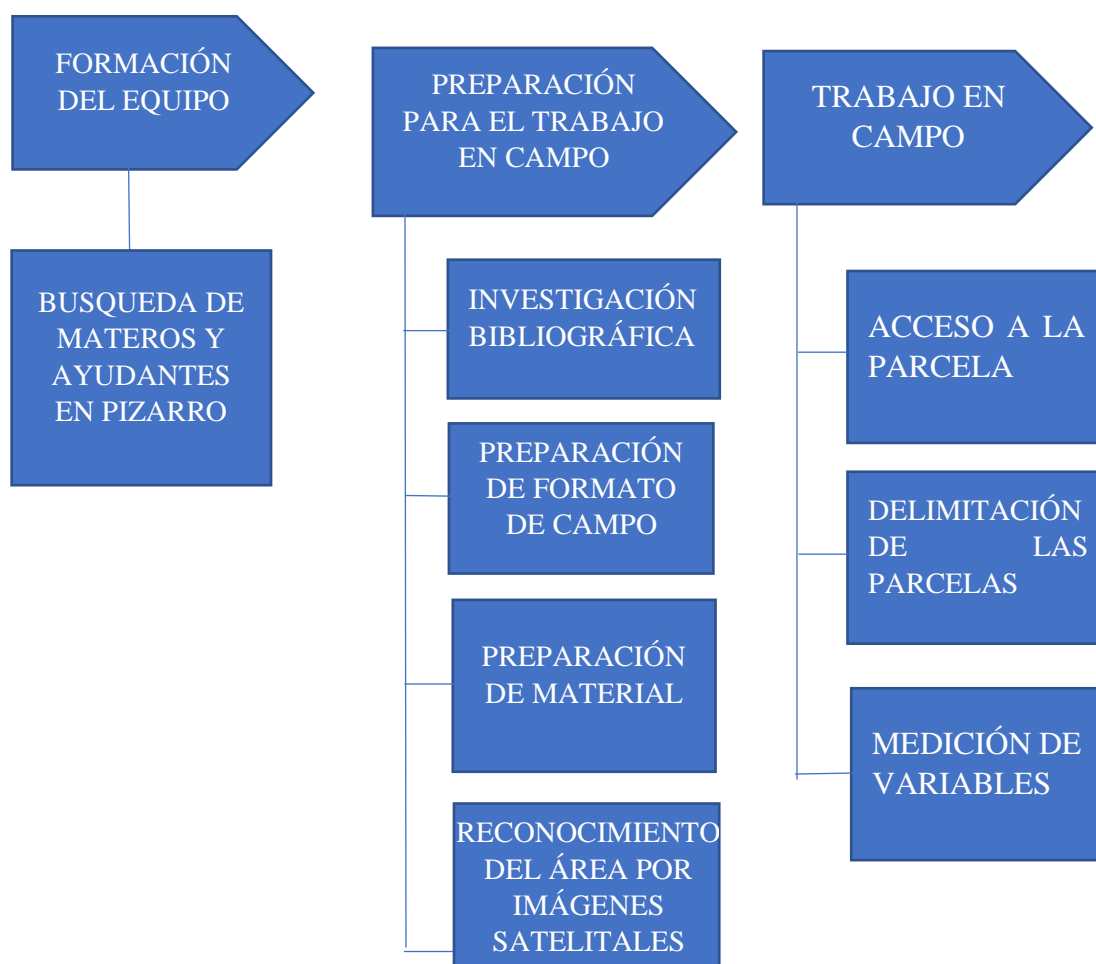 FORMACIÓN
DEL EQUIPO
BUSQUEDA DE
MATEROS Y
AYUDANTES
EN PIZARRO
PREPARACIÓN
PARA EL TRABAJO
EN CAMPO
INVESTIGACIÓN
BIBLIOGRÁFICA
PREPARACIÓN
DE FORMATO
DE CAMPO
PREPARACIÓN
DE MATERIAL
RECONOCIMIENTO
DEL ÁREA POR
IMÁGENES
SATELITALES
TRABAJO EN
CAMPO
ACCESO A LA
PARCELA
DELIMITACIÓN
DE LAS
PARCELAS
MEDICIÓN DE
VARIABLES